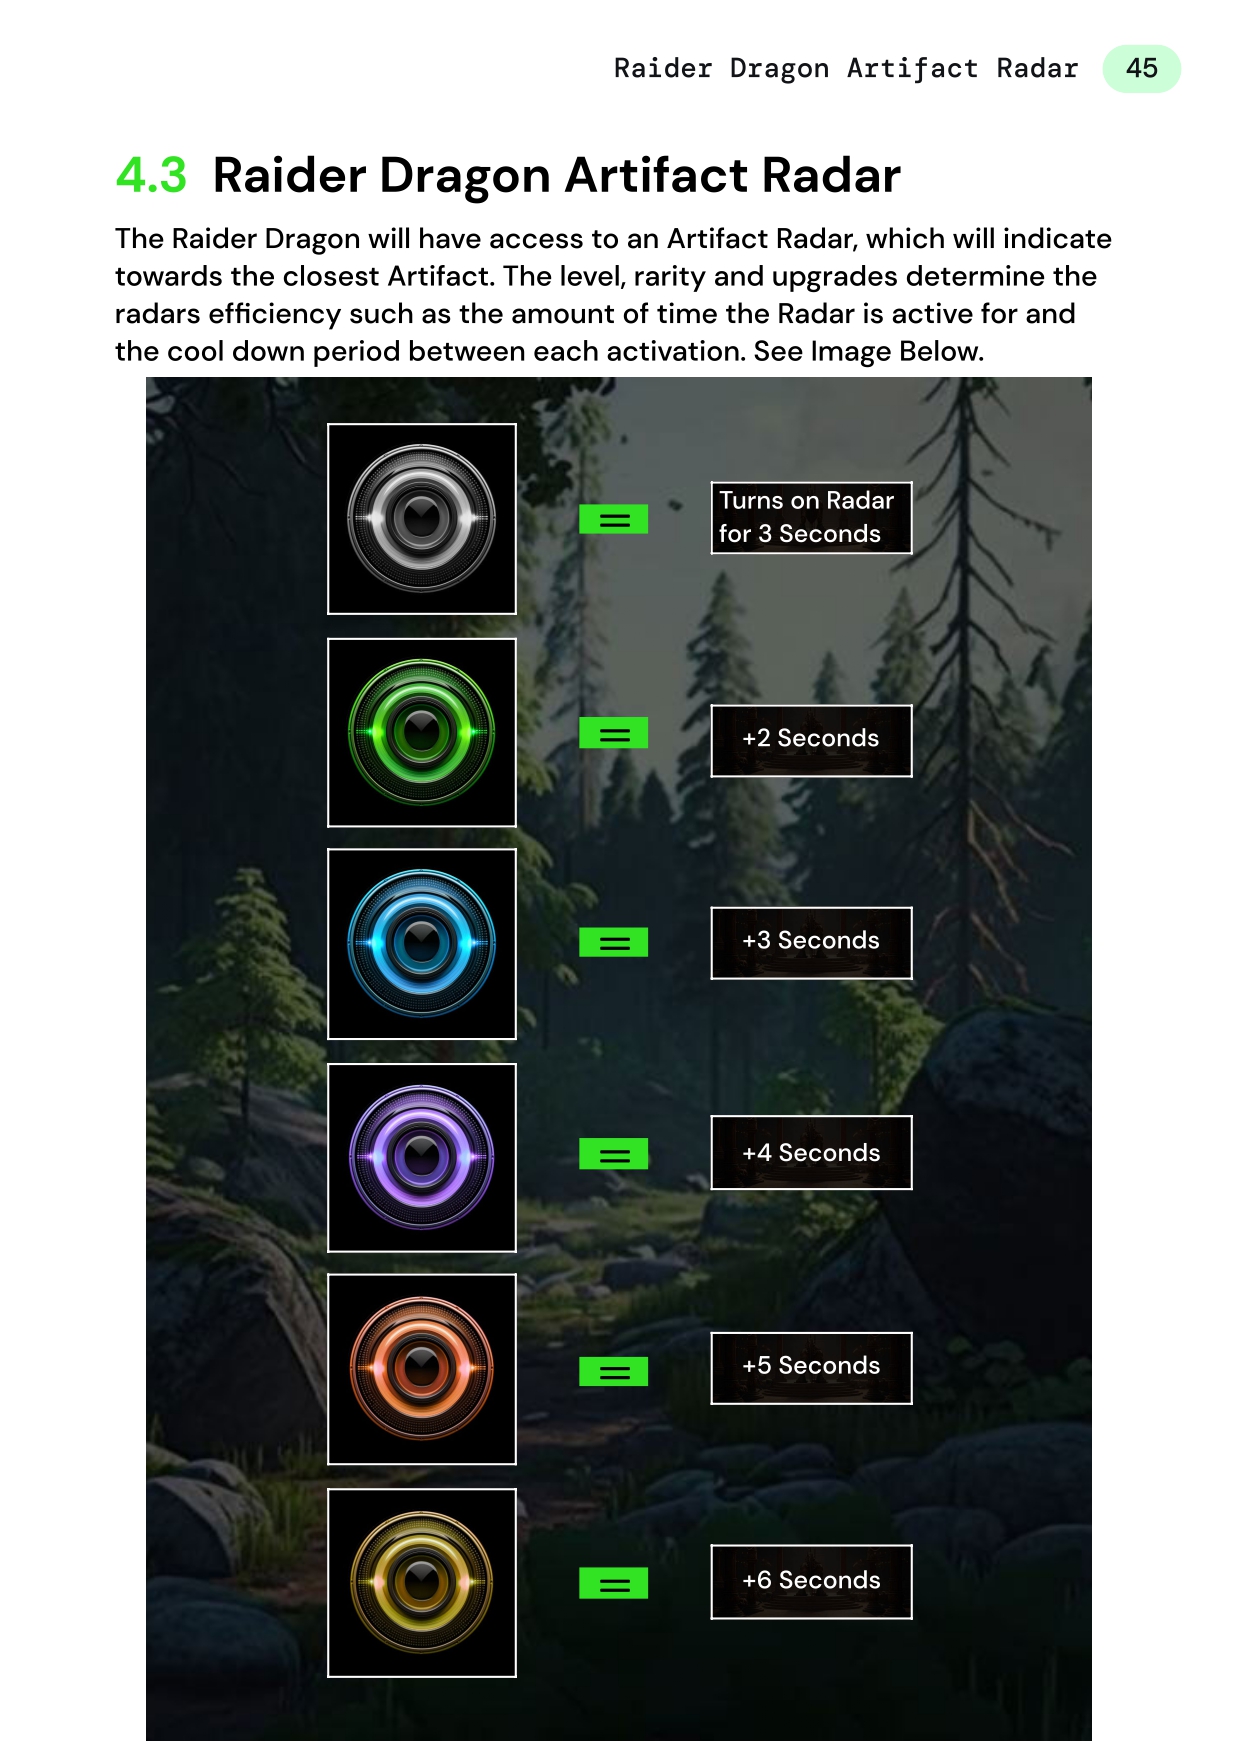 Raider Dragon Artifact Radar 45
4.3 Raider Dragon Artifact Radar
The Raider Dragon will have access to an Artifact Radar, which will indicate
towards the closest Artifact. The level, rarity and upgrades determine the
radars efficiency such as the amount of time the Radar is active for and
the cool down period between each activation. See Image Below.
=
Turns on Radar
for 3 Seconds
= +2 Seconds
= +3 Seconds
= +4 Seconds
= +5 Seconds
= +6 Seconds